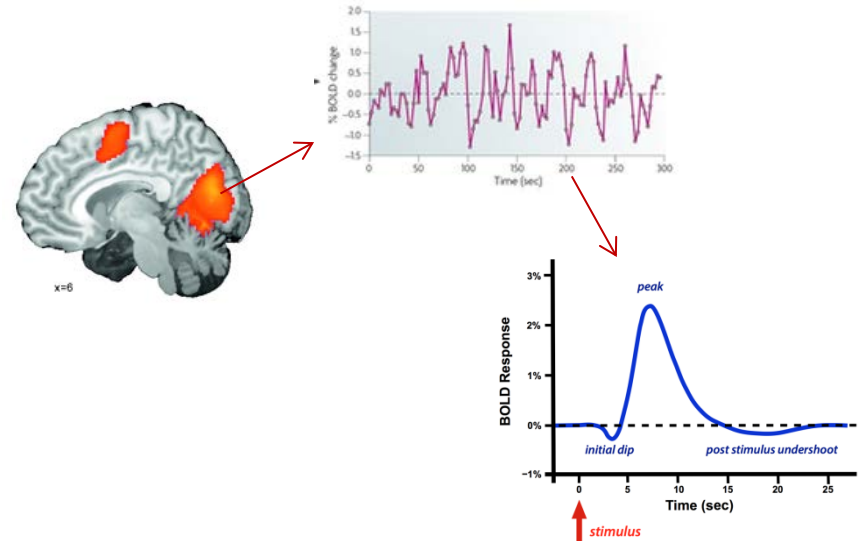 2.0
1.5
1.0
0.5
0.0
-0.5
-1.0
-1.5
% BOLD change
0 50 100 150 200 250 300
Time (sec)
x=6
3%
2%
1%
0%
−1%
BOLD Response
peak
initial dip
post stimulus undershoot
0 5 10 15 20 25
Time (sec)
stimulus